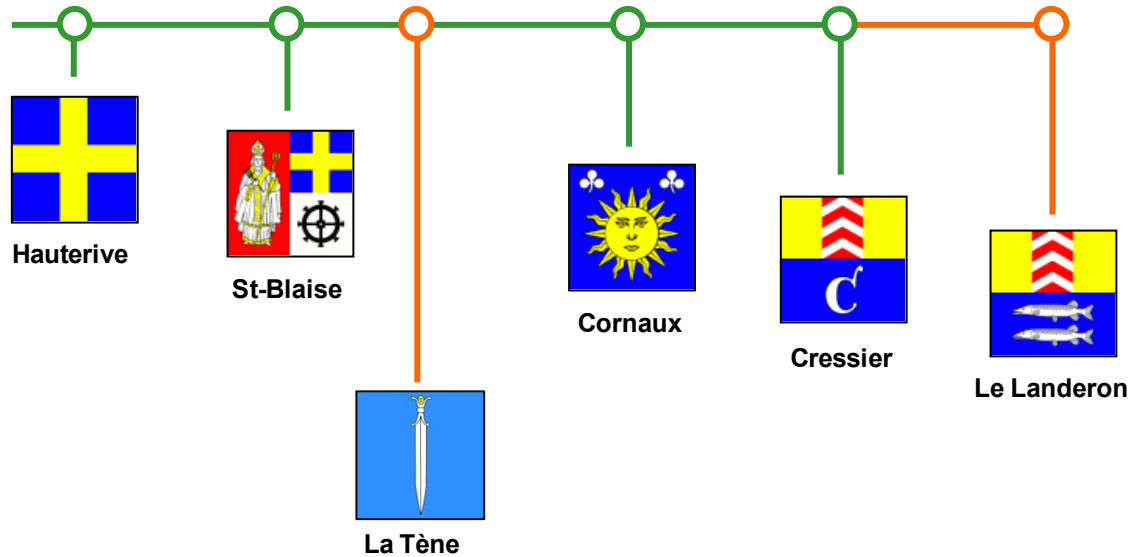 Hauterive
St-Blaise
La Tène
Cornaux
C
Cressier
Le Landeron